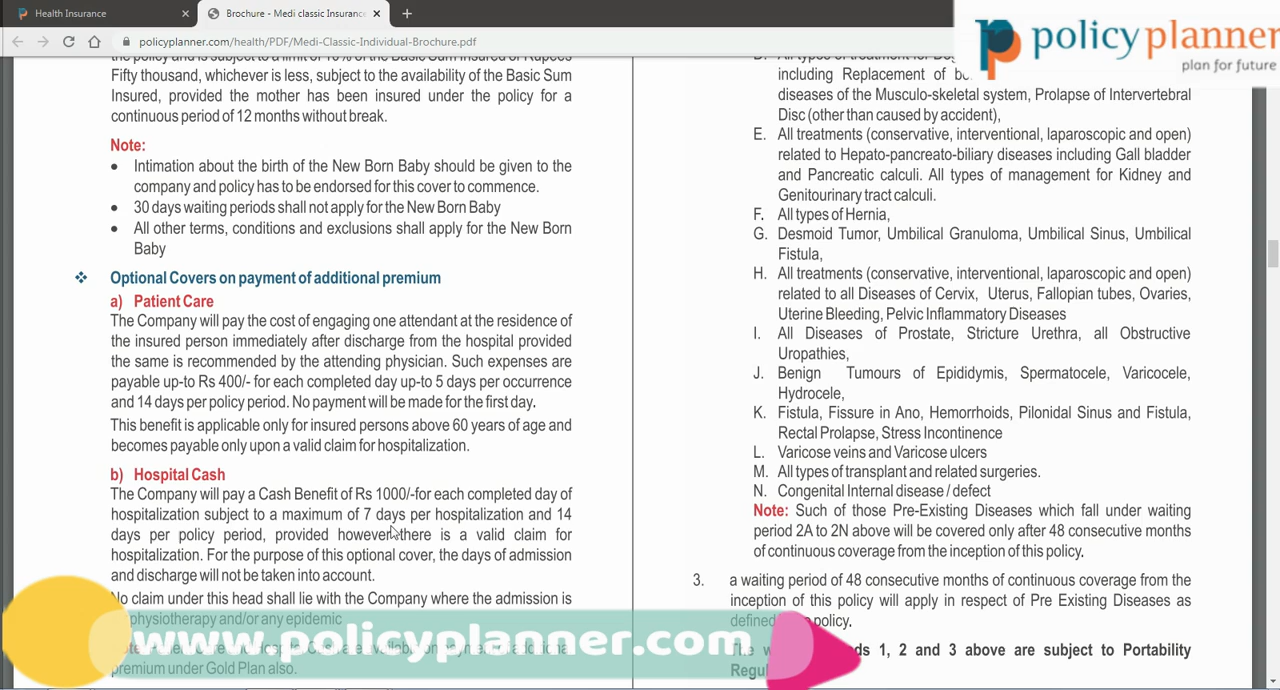 Health Insurance
Brochure - Medi classic Insurance
policyplanner.com/health/PDF/Medi-Classic-Individual-Brochure.pdf
policyplanner
plan for future
the policy and is subject to a limit of 10% of the Basic Sum Insured or Rupees
Fifty thousand, whichever is less, subject to the availability of the Basic Sum
Insured, provided the mother has been insured under the policy for a
continuous period of 12 months without break.
Note:
• Intimation about the birth of the New Born Baby should be given to the
company and policy has to be endorsed for this cover to commence.
• 30 days waiting periods shall not apply for the New Born Baby
• All other terms, conditions and exclusions shall apply for the New Born
Baby
❖ Optional Covers on payment of additional premium
a) Patient Care
The Company will pay the cost of engaging one attendant at the residence of
the insured person immediately after discharge from the hospital provided
the same is recommended by the attending physician. Such expenses are
payable up-to Rs 400/- for each completed day up-to 5 days per occurrence
and 14 days per policy period. No payment will be made for the first day.
This benefit is applicable only for insured persons above 60 years of age and
becomes payable only upon a valid claim for hospitalization.
b) Hospital Cash
The Company will pay a Cash Benefit of Rs 1000/-for each completed day of
hospitalization subject to a maximum of 7 days per hospitalization and 14
days per policy period, provided however there is a valid claim for
hospitalization. For the purpose of this optional cover, the days of admission
and discharge will not be taken into account.
No claim under this head shall lie with the Company where the admission is
physiotherapy and/or any epidemic
premium under Gold Plan also.
D. All types of treatment for
including Replacement of
diseases of the Musculo-skeletal system, Prolapse of Intervertebral
Disc (other than caused by accident),
E. All treatments (conservative, interventional, laparoscopic and open)
related to Hepato-pancreato-biliary diseases including Gall bladder
and Pancreatic calculi. All types of management for Kidney and
Genitourinary tract calculi.
F. All types of Hernia,
G. Desmoid Tumor, Umbilical Granuloma, Umbilical Sinus, Umbilical
Fistula,
H. All treatments (conservative, interventional, laparoscopic and open)
related to all Diseases of Cervix, Uterus, Fallopian tubes, Ovaries,
Uterine Bleeding, Pelvic Inflammatory Diseases
I. All Diseases of Prostate, Stricture Urethra, all Obstructive
Uropathies,
J. Benign Tumours of Epididymis, Spermatocele, Varicocele,
Hydrocele,
K. Fistula, Fissure in Ano, Hemorrhoids, Pilonidal Sinus and Fistula,
Rectal Prolapse, Stress Incontinence
L. Varicose veins and Varicose ulcers
M. All types of transplant and related surgeries.
N. Congenital Internal disease / defect
Note: Such of those Pre-Existing Diseases which fall under waiting
period 2A to 2N above will be covered only after 48 consecutive months
of continuous coverage from the inception of this policy.
3. a waiting period of 48 consecutive months of continuous coverage from the
inception of this policy will apply in respect of Pre Existing Diseases as
policy.
1, 2 and 3 above are subject to Portability
www.policyplanner.com